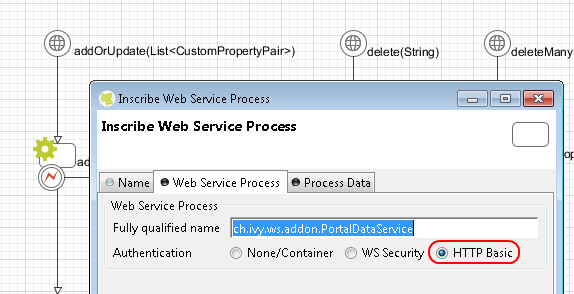 addOrUpdate(List<CustomPropertyPair>)
delete(String)
deleteMany
Inscribe Web Service Process
Inscribe Web Service Process
ad
op
Name
Web Service Process
Process Data
Web Service Process
Fully qualified name
ch.ivy.ws.addon.PortalDataService
Authentication
None/Container
WS Security
HTTP Basic